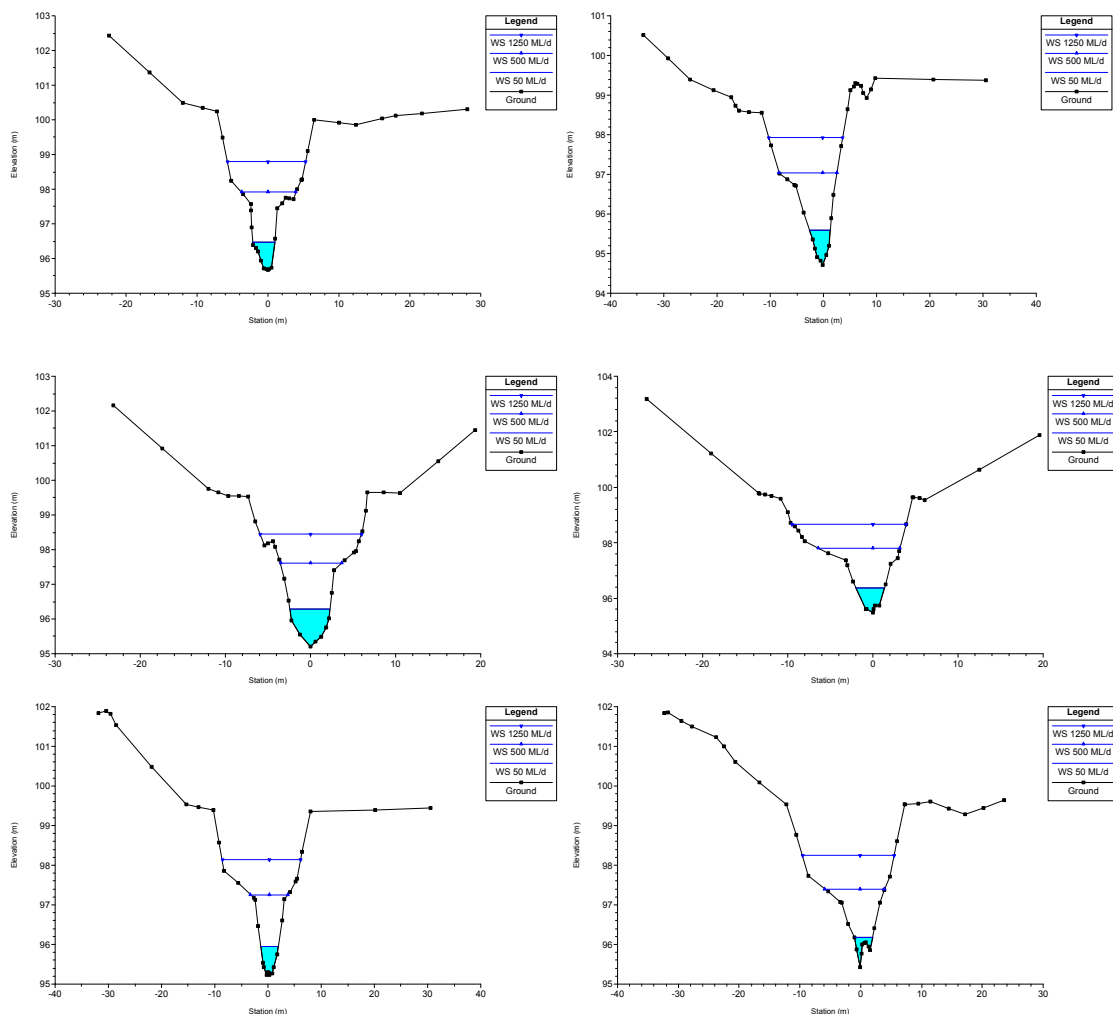 103
102
101
100
99
98
97
96
95
-30
-20
-10
0
10
20
30
Elevation (m)
Station (m)
Legend
WS 1250 ML/d
WS 500 ML/d
WS 50 ML/d
Ground
101
100
99
98
97
96
95
94
-40
-30
-20
-10
0
10
20
30
40
Elevation (m)
Station (m)
Legend
WS 1250 ML/d
WS 500 ML/d
WS 50 ML/d
Ground
103
102
101
100
99
98
97
96
95
-30
-20
-10
0
10
20
Elevation (m)
Station (m)
Legend
WS 1250 ML/d
WS 500 ML/d
WS 50 ML/d
Ground
104
102
100
98
96
94
-30
-20
-10
0
10
20
Elevation (m)
Station (m)
Legend
WS 1250 ML/d
WS 500 ML/d
WS 50 ML/d
Ground
102
101
100
99
98
97
96
95
-40
-30
-20
-10
0
10
20
30
40
Elevation (m)
Station (m)
Legend
WS 1250 ML/d
WS 500 ML/d
WS 50 ML/d
Ground
102
101
100
99
98
97
96
95
-40
-30
-20
-10
0
10
20
30
Elevation (m)
Station (m)
Legend
WS 1250 ML/d
WS 500 ML/d
WS 50 ML/d
Ground